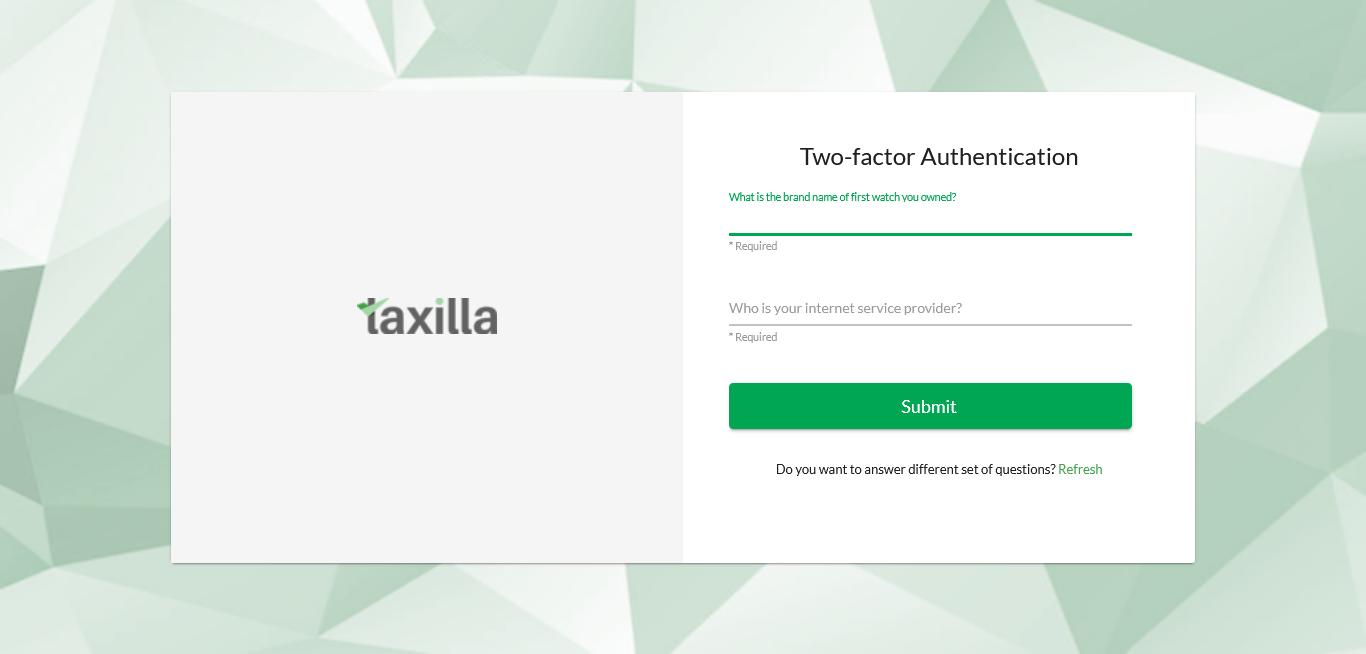 taxilla
Two-factor Authentication
What is the brand name of first watch you owned?
* Required
Who is your internet service provider?
* Required
Submit
Do you want to answer different set of questions? Refresh